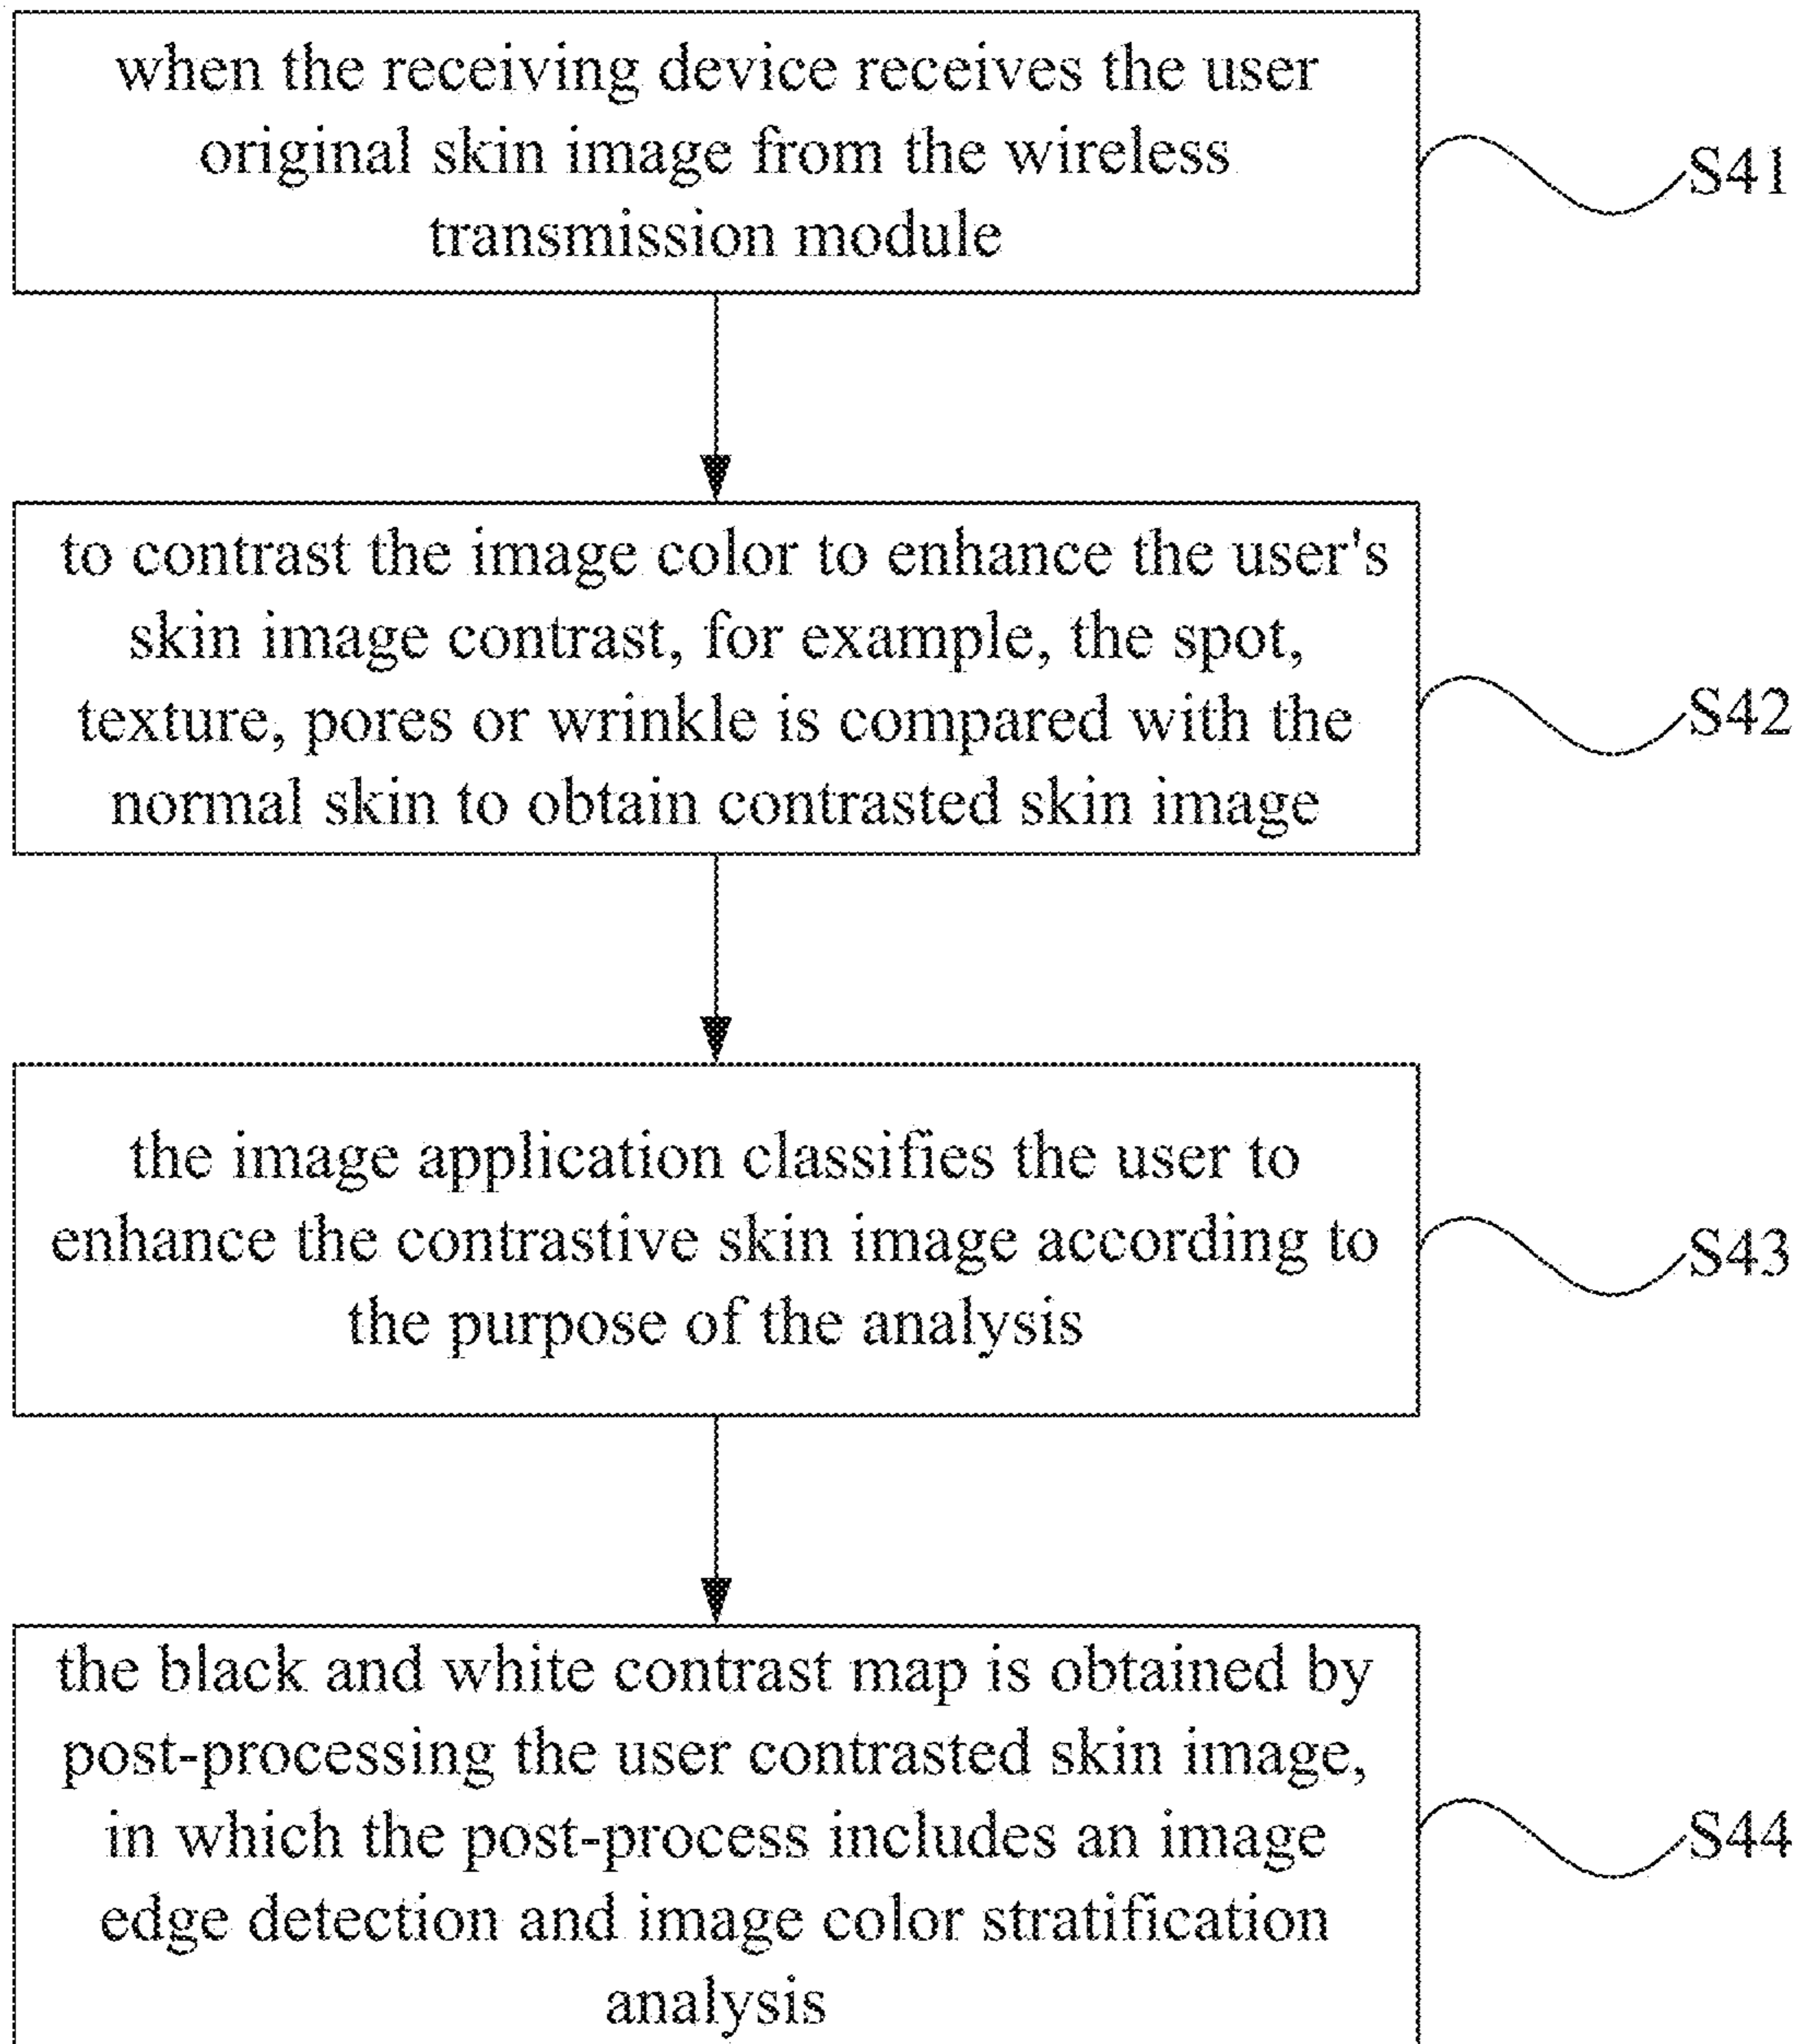 when the receiving device receives the user
original skin image from the wireless
transmission module
S41
to contrast the image color to enhance the user's
skin image contrast, for example, the spot,
texture, pores or wrinkle is compared with the
normal skin to obtain contrasted skin image
S42
the image application classifies the user to
enhance the contrastive skin image according to
the purpose of the analysis
S43
the black and white contrast map is obtained by
post-processing the user contrasted skin image,
in which the post-process includes an image
edge detection and image color stratification
analysis
S44